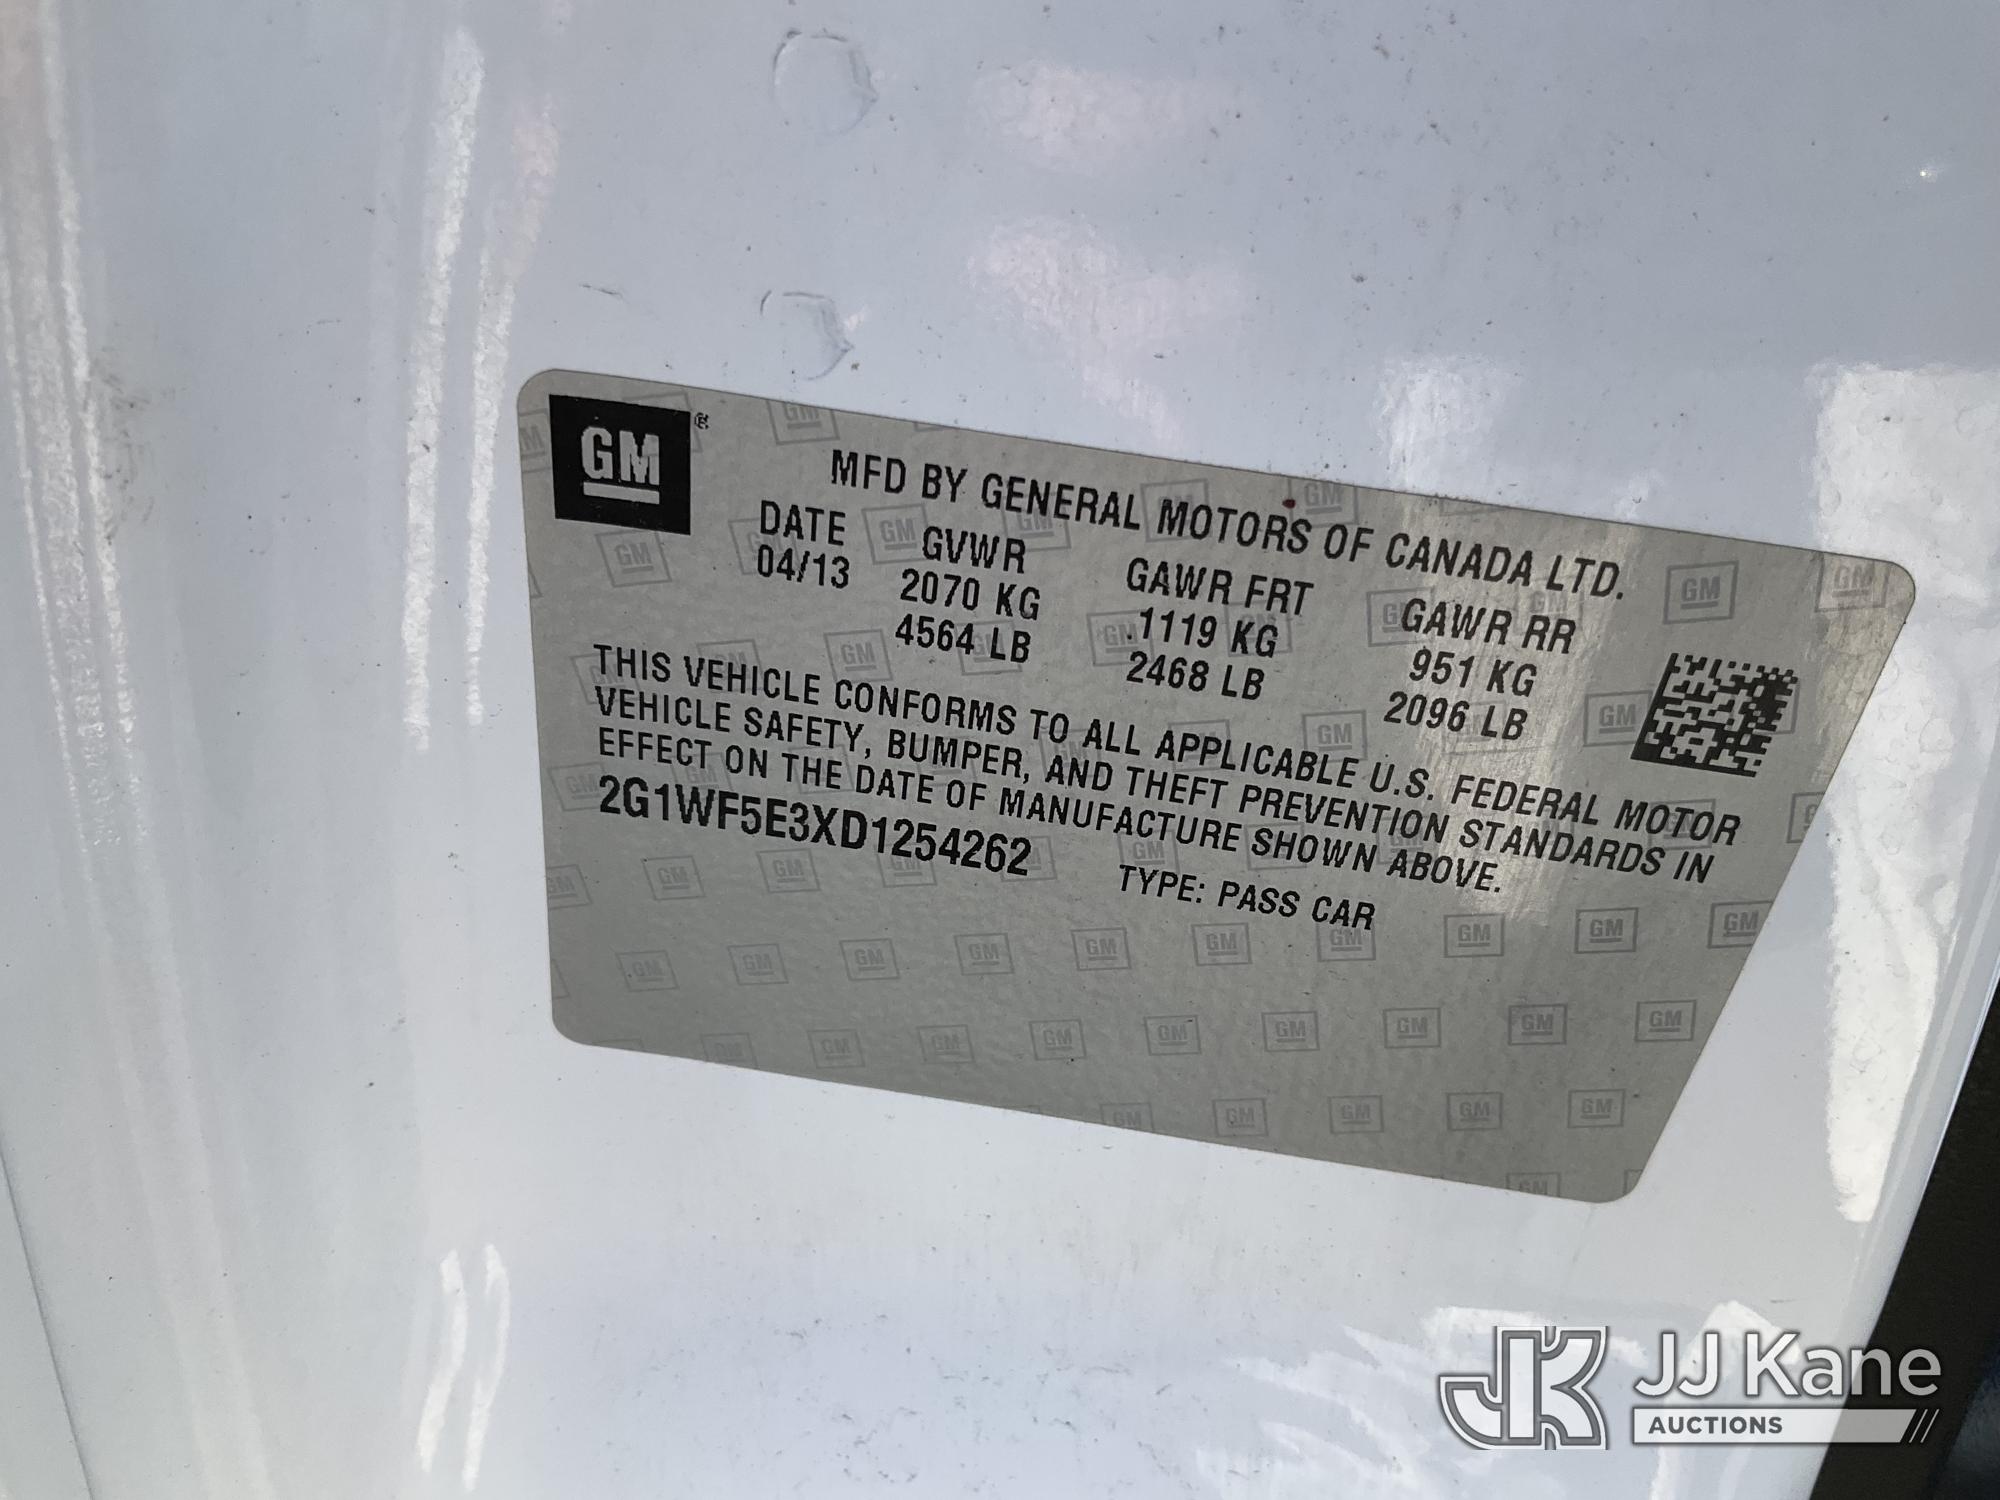 GM ®
MFD BY GENERAL MOTORS OF CANADA LTD.
DATE GVWR GAWR FRT GAWR RR
04/13 2070 KG 1119 KG 951 KG
4564 LB 2468 LB 2096 LB
THIS VEHICLE CONFORMS TO ALL APPLICABLE U.S. FEDERAL MOTOR
VEHICLE SAFETY, BUMPER, AND THEFT PREVENTION STANDARDS IN
EFFECT ON THE DATE OF MANUFACTURE SHOWN ABOVE.
2G1WF5E3XD1254262 TYPE: PASS CAR
JK JJ Kane
AUCTIONS